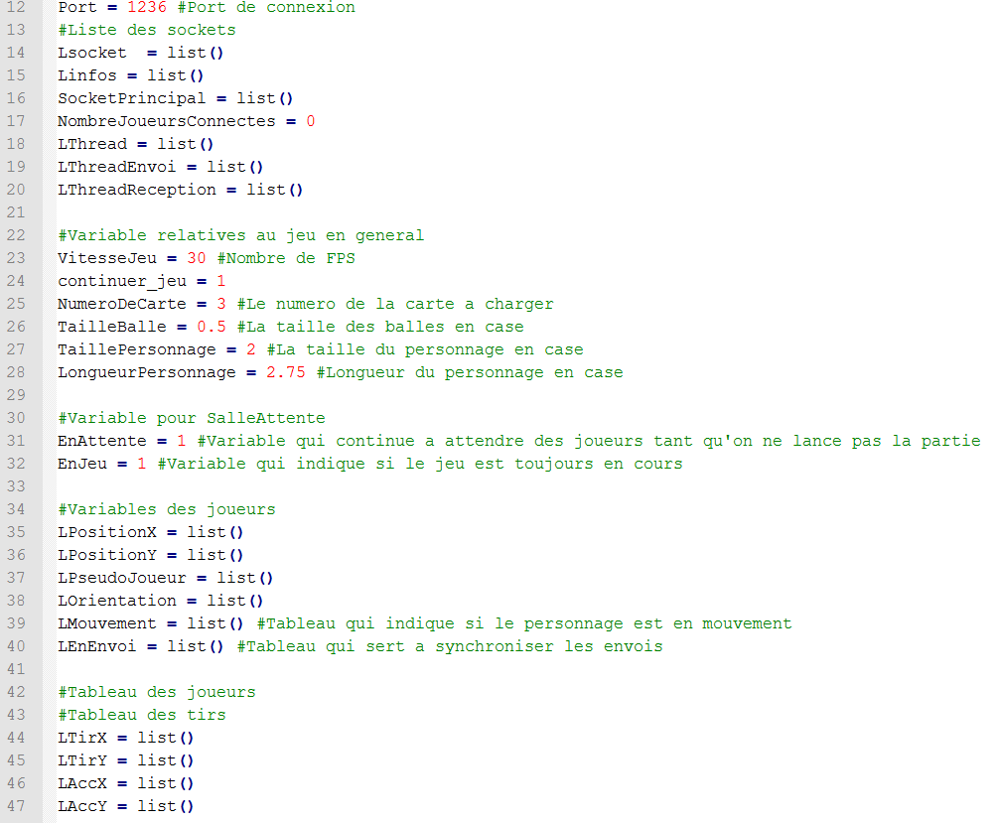 12 Port = 1236 #Port de connexion
13 #Liste des sockets
14 Lsocket  = list()
15 Linfos = list()
16 SocketPrincipal = list()
17 NombreJoueursConnectes = 0
18 LThread = list()
19 LThreadEnvoi = list()
20 LThreadReception = list()
21
22 #Variable relatives au jeu en general
23 VitesseJeu = 30 #Nombre de FPS
24 continuer_jeu = 1
25 NumeroDeCarte = 3 #Le numero de la carte a charger
26 TailleBalle = 0.5 #La taille des balles en case
27 TaillePersonnage = 2 #La taille du personnage en case
28 LongueurPersonnage = 2.75 #Longueur du personnage en case
29
30 #Variable pour SalleAttente
31 EnAttente = 1 #Variable qui continue a attendre des joueurs tant qu'on ne lance pas la partie
32 EnJeu = 1 #Variable qui indique si le jeu est toujours en cours
33
34 #Variables des joueurs
35 LPositionX = list()
36 LPositionY = list()
37 LPseudoJoueur = list()
38 LOrientation = list()
39 LMouvement = list() #Tableau qui indique si le personnage est en mouvement
40 LEnEnvoi = list() #Tableau qui sert a synchroniser les envois
41
42 #Tableau des joueurs
43 #Tableau des tirs
44 LTirX = list()
45 LTirY = list()
46 LAccX = list()
47 LAccY = list()